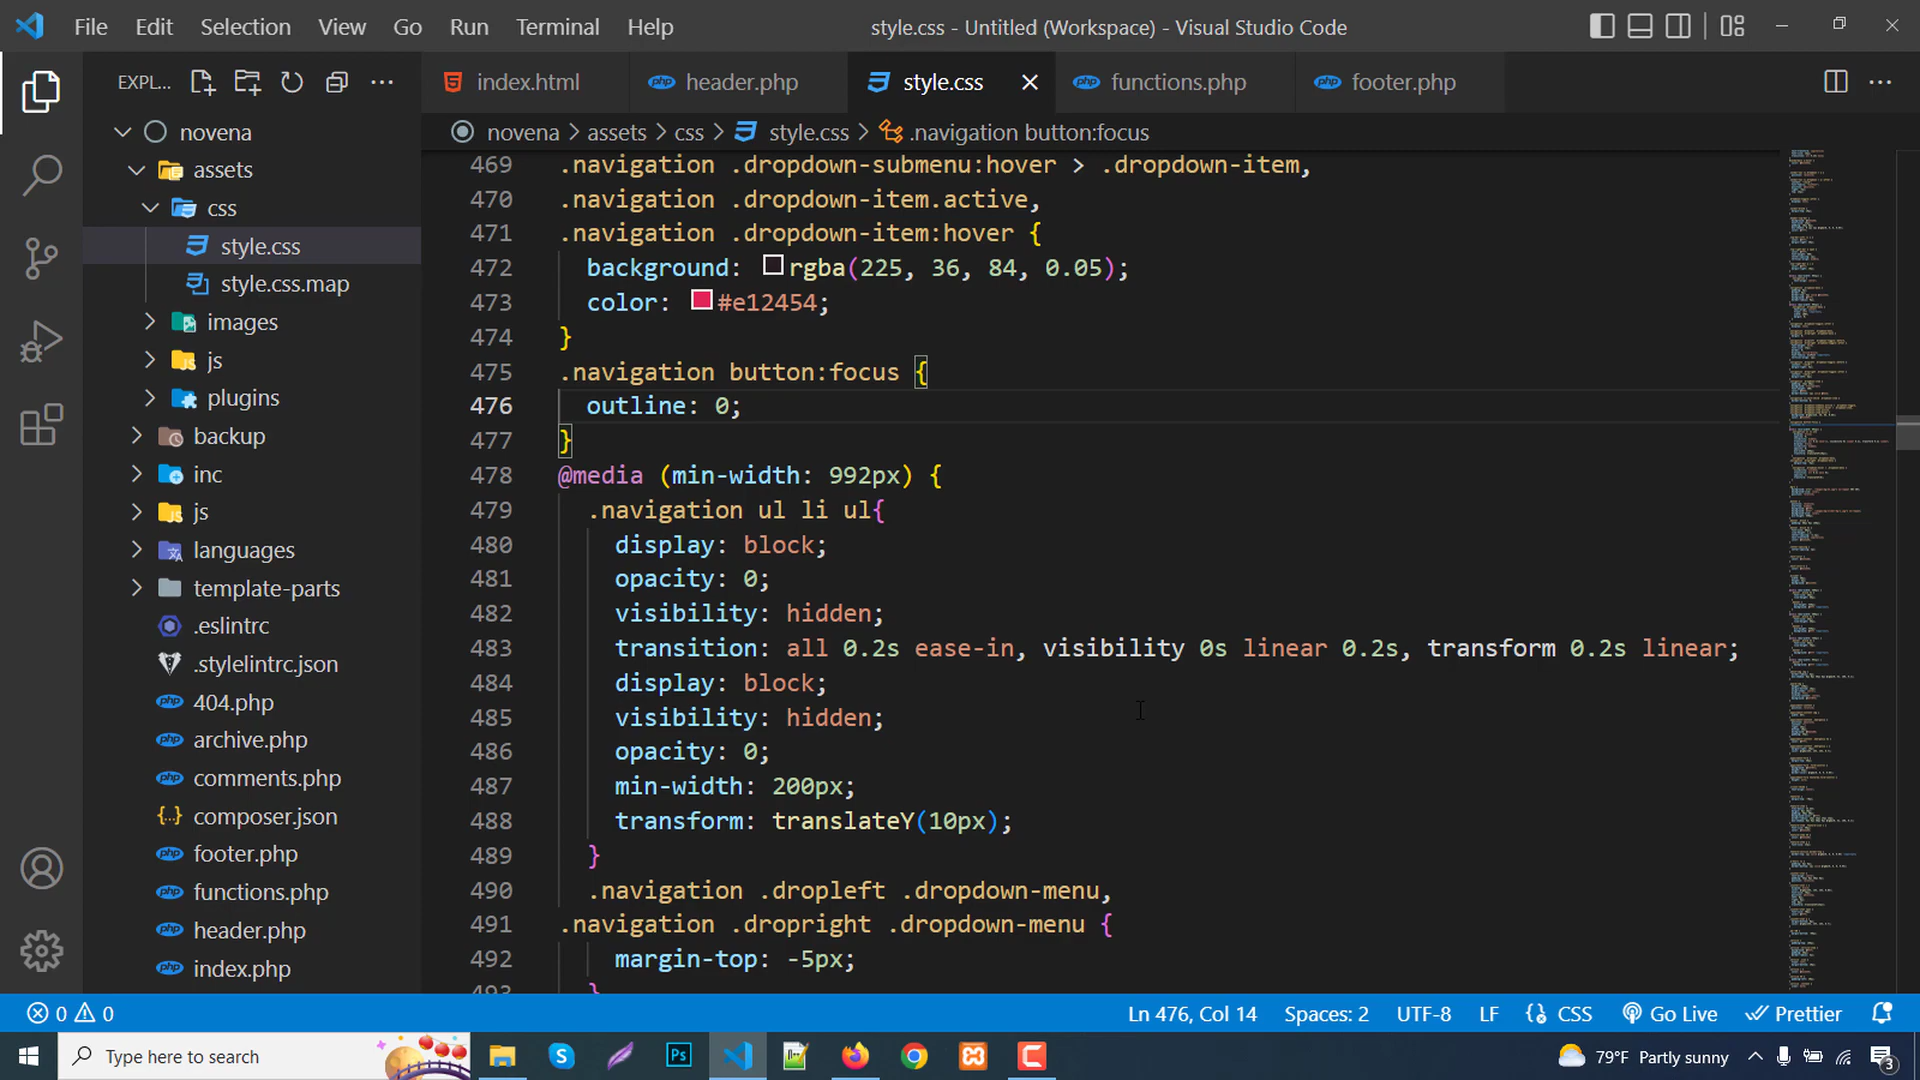 File Edit Selection View Go Run Terminal Help
style.css - Untitled (Workspace) - Visual Studio Code
EXPL...
index.html
header.php
style.css
functions.php
footer.php
novena > assets > css > style.css > .navigation button:focus
novena
assets
css
style.css
style.css.map
images
js
plugins
backup
inc
js
languages
template-parts
.eslintrc
.stylelintrc.json
404.php
archive.php
comments.php
composer.json
footer.php
functions.php
header.php
index.php
469 .navigation .dropdown-submenu:hover > .dropdown-item,
470 .navigation .dropdown-item.active,
471 .navigation .dropdown-item:hover {
472 background: rgba(225, 36, 84, 0.05);
473 color: #e12454;
474 }
475 .navigation button:focus {
476 outline: 0;
477 }
478 @media (min-width: 992px) {
479 .navigation ul li ul{
480 display: block;
481 opacity: 0;
482 visibility: hidden;
483 transition: all 0.2s ease-in, visibility 0s linear 0.2s, transform 0.2s linear;
484 display: block;
485 visibility: hidden;
486 opacity: 0;
487 min-width: 200px;
488 transform: translateY(10px);
489 }
490 .navigation .dropleft .dropdown-menu,
491 .navigation .dropright .dropdown-menu {
492 margin-top: -5px;
493 }
0 0
Ln 476, Col 14
Spaces: 2
UTF-8
LF
CSS
Go Live
Prettier
Type here to search
Ps
79°F Partly sunny
3